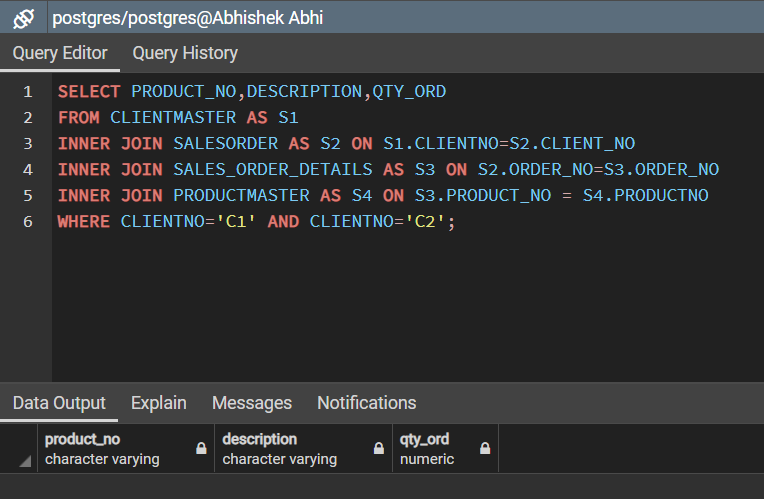 postgres/postgres@Abhishek Abhi
Query Editor Query History
1 SELECT PRODUCT_NO,DESCRIPTION,QTY_ORD
2 FROM CLIENTMASTER AS S1
3 INNER JOIN SALESORDER AS S2 ON S1.CLIENTNO=S2.CLIENT_NO
4 INNER JOIN SALES_ORDER_DETAILS AS S3 ON S2.ORDER_NO=S3.ORDER_NO
5 INNER JOIN PRODUCTMASTER AS S4 ON S3.PRODUCT_NO = S4.PRODUCTNO
6 WHERE CLIENTNO='C1' AND CLIENTNO='C2';
Data Output Explain Messages Notifications
product_no description qty_ord
character varying character varying numeric